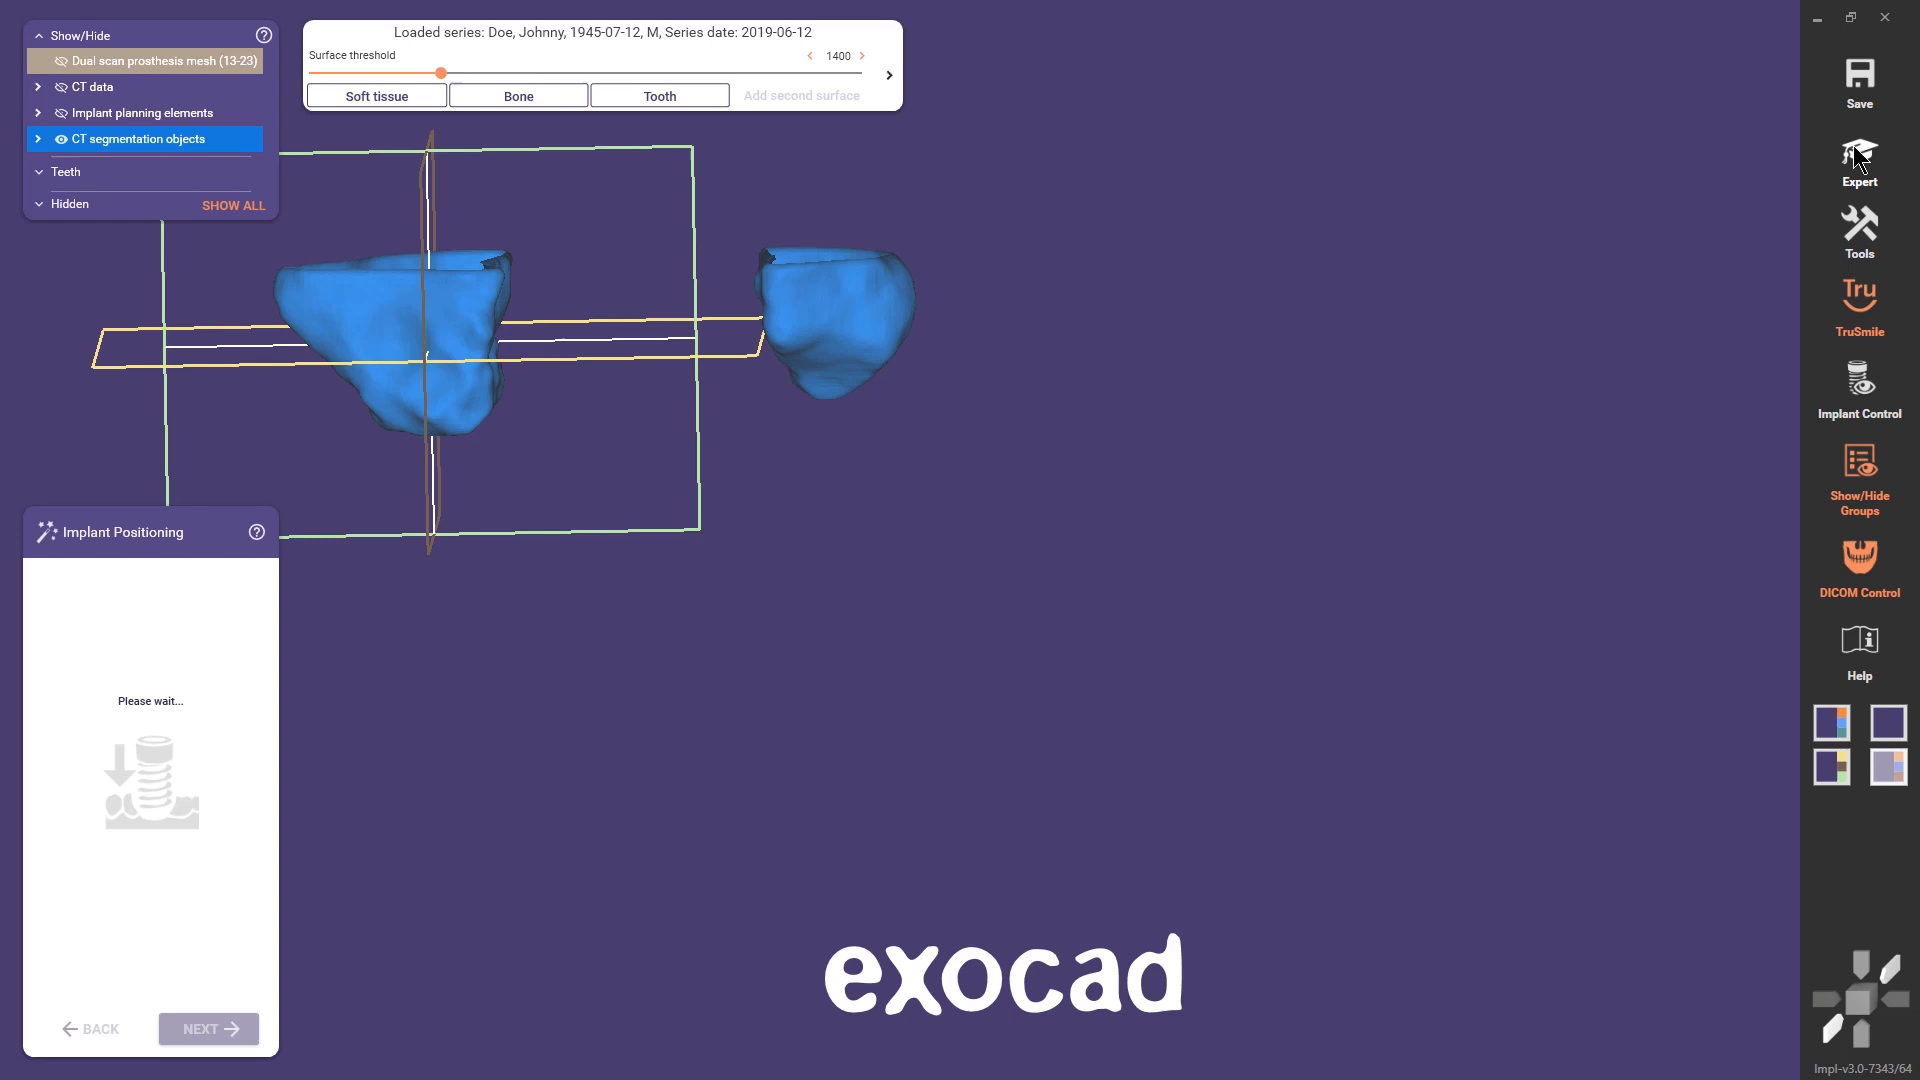 Show/Hide
Dual scan prosthesis mesh (13-23)
CT data
Implant planning elements
CT segmentation objects
Teeth
Hidden
SHOW ALL
Loaded series: Doe, Johnny, 1945-07-12, M, Series date: 2019-06-12
Surface threshold
1400
Soft tissue
Bone
Tooth
Add second surface
Implant Positioning
Please wait...
BACK
NEXT
exocad
Save
Expert
Tools
Tru
TruSmile
Implant Control
Show/Hide
Groups
DICOM Control
Help
Impl-v3.0-7343/64